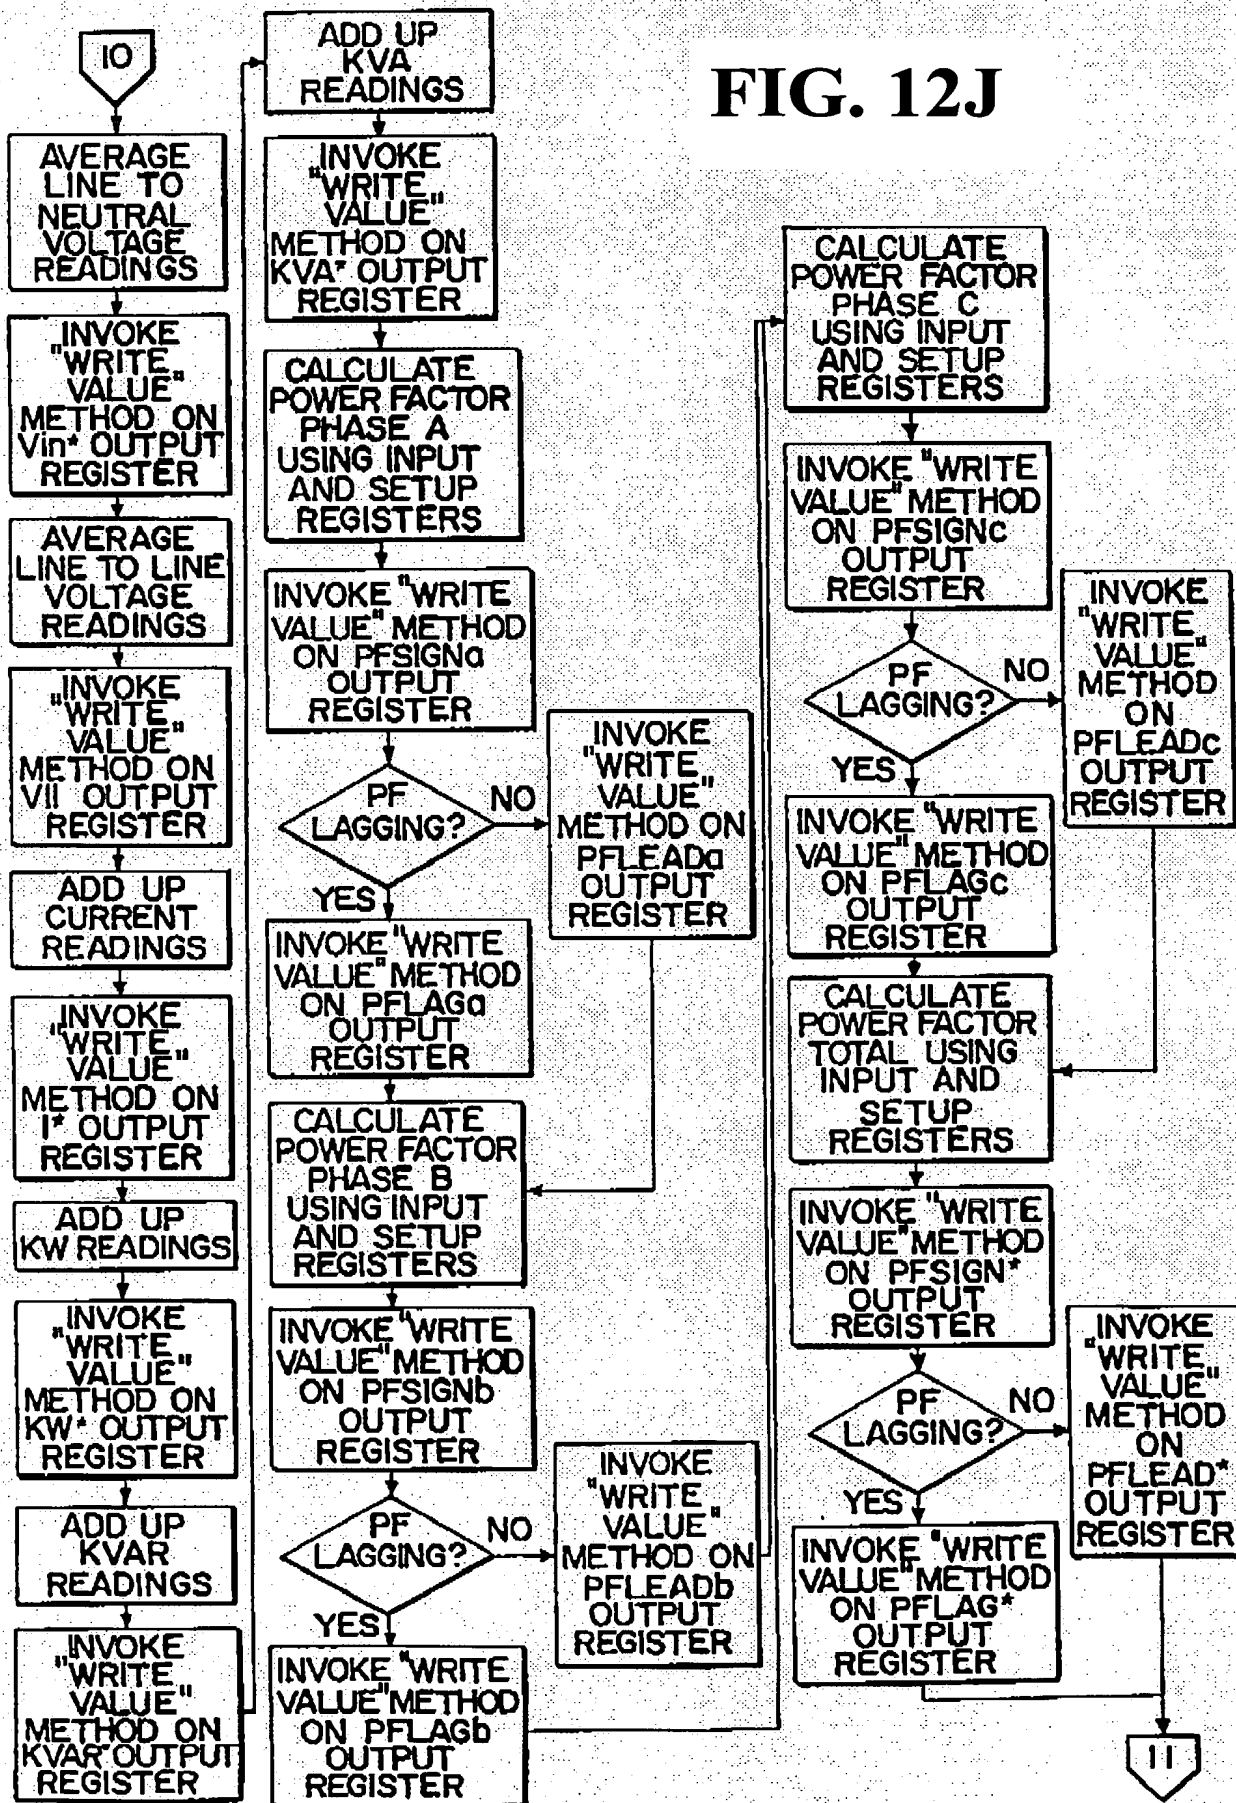 FIG. 12J
10
AVERAGE
LINE TO
NEUTRAL
VOLTAGE
READINGS
INVOKE
"WRITE
VALUE"
METHOD ON
Vin* OUTPUT
REGISTER
AVERAGE
LINE TO LINE
VOLTAGE
READINGS
INVOKE
"WRITE
VALUE"
METHOD ON
Vll OUTPUT
REGISTER
ADD UP
CURRENT
READINGS
INVOKE
"WRITE
VALUE"
METHOD ON
I* OUTPUT
REGISTER
ADD UP
KW READINGS
INVOKE
"WRITE
VALUE"
METHOD ON
KW* OUTPUT
REGISTER
ADD UP
KVAR
READINGS
INVOKE
"WRITE
VALUE"
METHOD ON
KVAR* OUTPUT
REGISTER
ADD UP
KVA
READINGS
INVOKE
"WRITE
VALUE"
METHOD ON
KVA* OUTPUT
REGISTER
CALCULATE
POWER FACTOR
PHASE A
USING INPUT
AND SETUP
REGISTERS
INVOKE "WRITE
VALUE" METHOD
ON PFSIGNa
OUTPUT
REGISTER
PF
LAGGING?
NO
YES
INVOKE
"WRITE
VALUE"
METHOD ON
PFLEADa
OUTPUT
REGISTER
INVOKE "WRITE
VALUE" METHOD
ON PFLAGa
OUTPUT
REGISTER
CALCULATE
POWER FACTOR
PHASE B
USING INPUT
AND SETUP
REGISTERS
INVOKE "WRITE
VALUE" METHOD
ON PFSIGNb
OUTPUT
REGISTER
PF
LAGGING?
NO
YES
INVOKE
"WRITE
VALUE"
METHOD ON
PFLEADb
OUTPUT
REGISTER
INVOKE "WRITE
VALUE" METHOD
ON PFLAGb
OUTPUT
REGISTER
CALCULATE
POWER FACTOR
PHASE C
USING INPUT
AND SETUP
REGISTERS
INVOKE "WRITE
VALUE" METHOD
ON PFSIGNc
OUTPUT
REGISTER
PF
LAGGING?
NO
YES
INVOKE
"WRITE
VALUE"
METHOD
ON
PFLEADc
OUTPUT
REGISTER
INVOKE "WRITE
VALUE" METHOD
ON PFLAGc
OUTPUT
REGISTER
CALCULATE
POWER FACTOR
TOTAL USING
INPUT AND
SETUP
REGISTERS
INVOKE "WRITE
VALUE" METHOD
ON PFSIGN*
OUTPUT
REGISTER
PF
LAGGING?
NO
YES
INVOKE
"WRITE
VALUE"
METHOD
ON
PFLEAD*
OUTPUT
REGISTER
INVOKE "WRITE
VALUE" METHOD
ON PFLAG*
OUTPUT
REGISTER
11